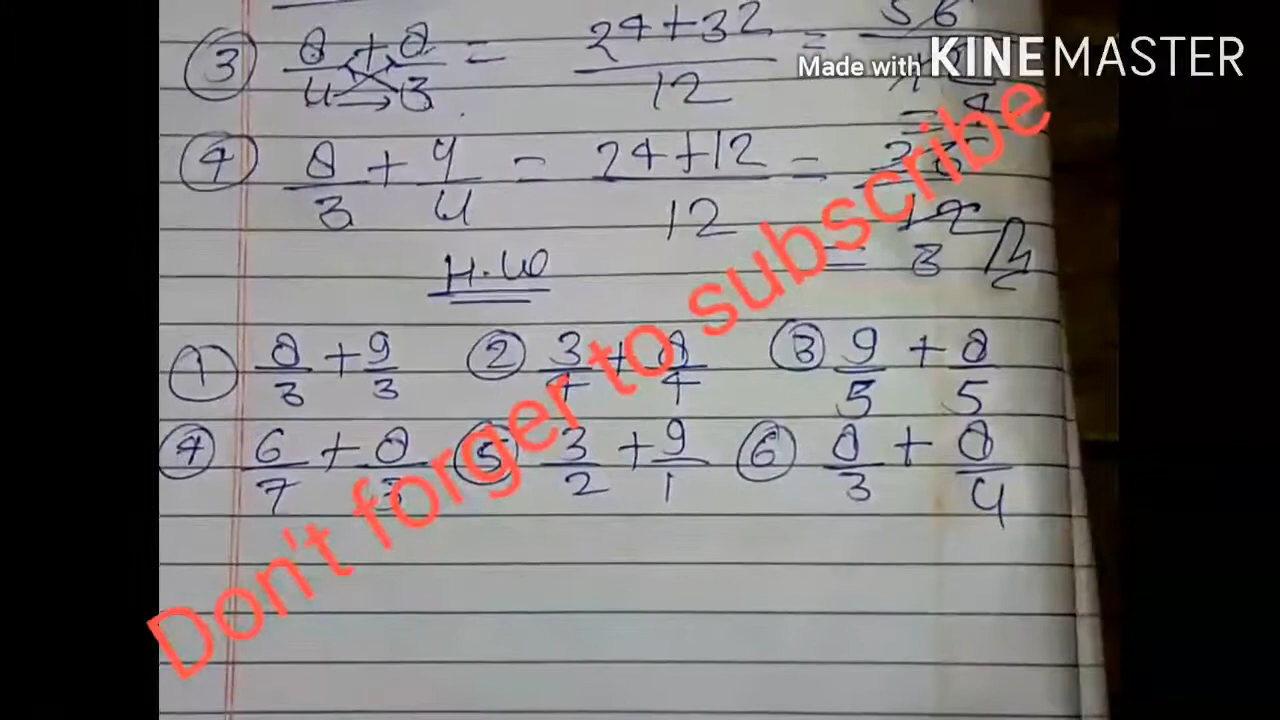 Made with KINEMASTER
③ 8/4 + 8/3 = 24+32/12 = 56/12
④ 8/3 + 4/4 = 24+12/12 = 36/12
= 3
H.W
① 8/3 + 9/3 ② 3/4 + 8/4 ③ 9/5 + 8/5
④ 6/7 + 8/3 ⑤ 3/2 + 9/1 ⑥ 8/3 + 8/4
Don't forger to subscribe